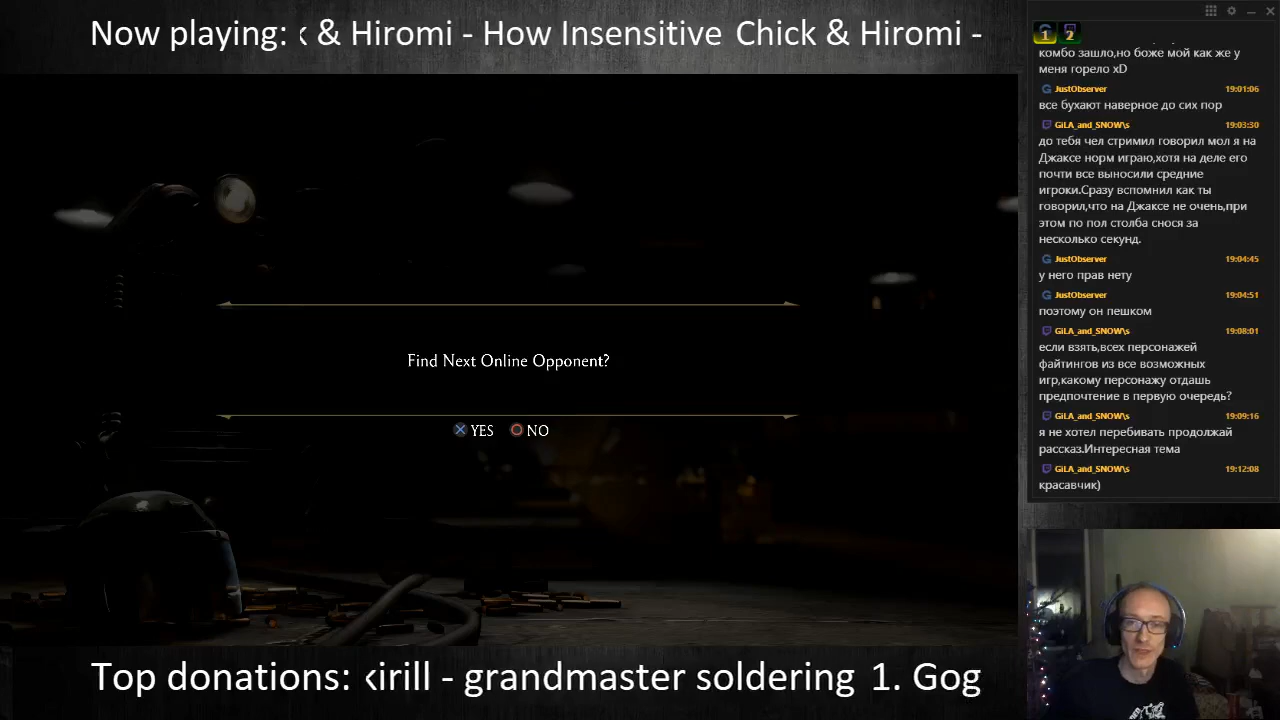 Now playing: & Hiromi - How Insensitive Chick & Hiromi -
Find Next Online Opponent?
YES NO
Top donations: kirill - grandmaster soldering 1. Gog
1 2
комбо зашло,но боже мой как же у
меня горело xD
JustObserver 19:01:06
все бухают наверное до сих пор
GiLA_and_SNOW\s 19:03:30
до тебя чел стримил говорил мол я на
Джаксе норм играю,хотя на деле его
почти все выносили средние
игроки.Сразу вспомнил как ты
говорил,что на Джаксе не очень,при
этом по пол столба снося за
несколько секунд.
JustObserver 19:04:45
у него прав нету
JustObserver 19:04:51
поэтому он пешком
GiLA_and_SNOW\s 19:08:01
если взять,всех персонажей
файтингов из все возможных
игр,какому персонажу отдашь
предпочтение в первую очередь?
GiLA_and_SNOW\s 19:09:16
я не хотел перебивать продолжай
рассказ.Интересная тема
GiLA_and_SNOW\s 19:12:08
красавчик)